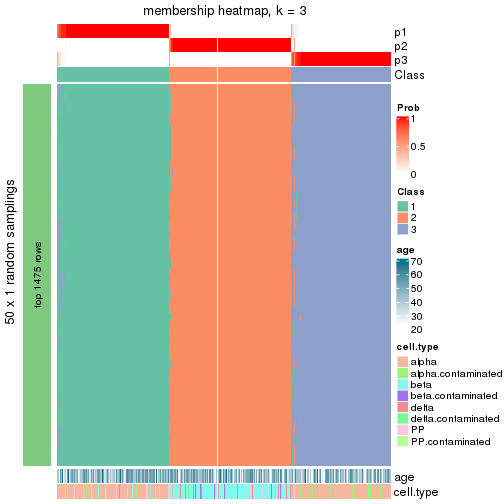 membership heatmap, k = 3
p1
p2
p3
Class
50 x 1 random samplings
top 1475 rows
Prob
1
0.5
0
Class
1
2
3
age
70
60
50
40
30
20
cell.type
alpha
alpha.contaminated
beta
beta.contaminated
delta
delta.contaminated
PP
PP.contaminated
age
cell.type